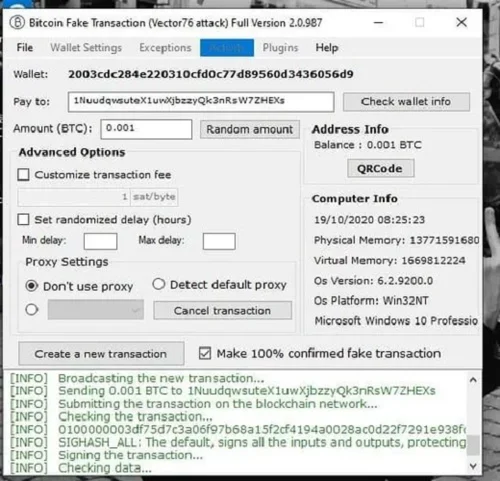 Bitcoin Fake Transaction (Vector76 attack) Full Version 2.0.987
File Wallet Settings Exceptions Plugins Help
Wallet: 2003cdc284e220310cfd0c77d89560d3436056d9
Pay to: 1NuudqwsuteX1uwXjbzzyQk3nRsW7ZHEXs Check wallet info
Amount (BTC): 0.001 Random amount
Address Info
Balance : 0.001 BTC
QRCode
Advanced Options
Customize transaction fee
1 sat/byte
Set randomized delay (hours)
Min delay: Max delay:
Proxy Settings
Don't use proxy Detect default proxy
Cancel transaction
Computer Info
19/10/2020 08:25:23
Physical Memory: 13771591680
Virtual Memory: 1669812224
Os Version: 6.2.9200.0
Os Platform: Win32NT
Microsoft Windows 10 Professio
Create a new transaction Make 100% confirmed fake transaction
[INFO] Broadcasting the new transaction...
[INFO] Sending 0.001 BTC to 1NuudqwsuteX1uwXjbzzyQk3nRsW7ZHEXs
[INFO] Submitting the transaction on the blockchain network...
[INFO] Checking the transaction...
[INFO] 0100000003df75d7c3a06f97b68a15f2cf4194a0028ac0d22f7291e938f
[INFO] SIGHASH_ALL: The default, signs all the inputs and outputs, protecting
[INFO] Signing the transaction...
[INFO] Checking data...